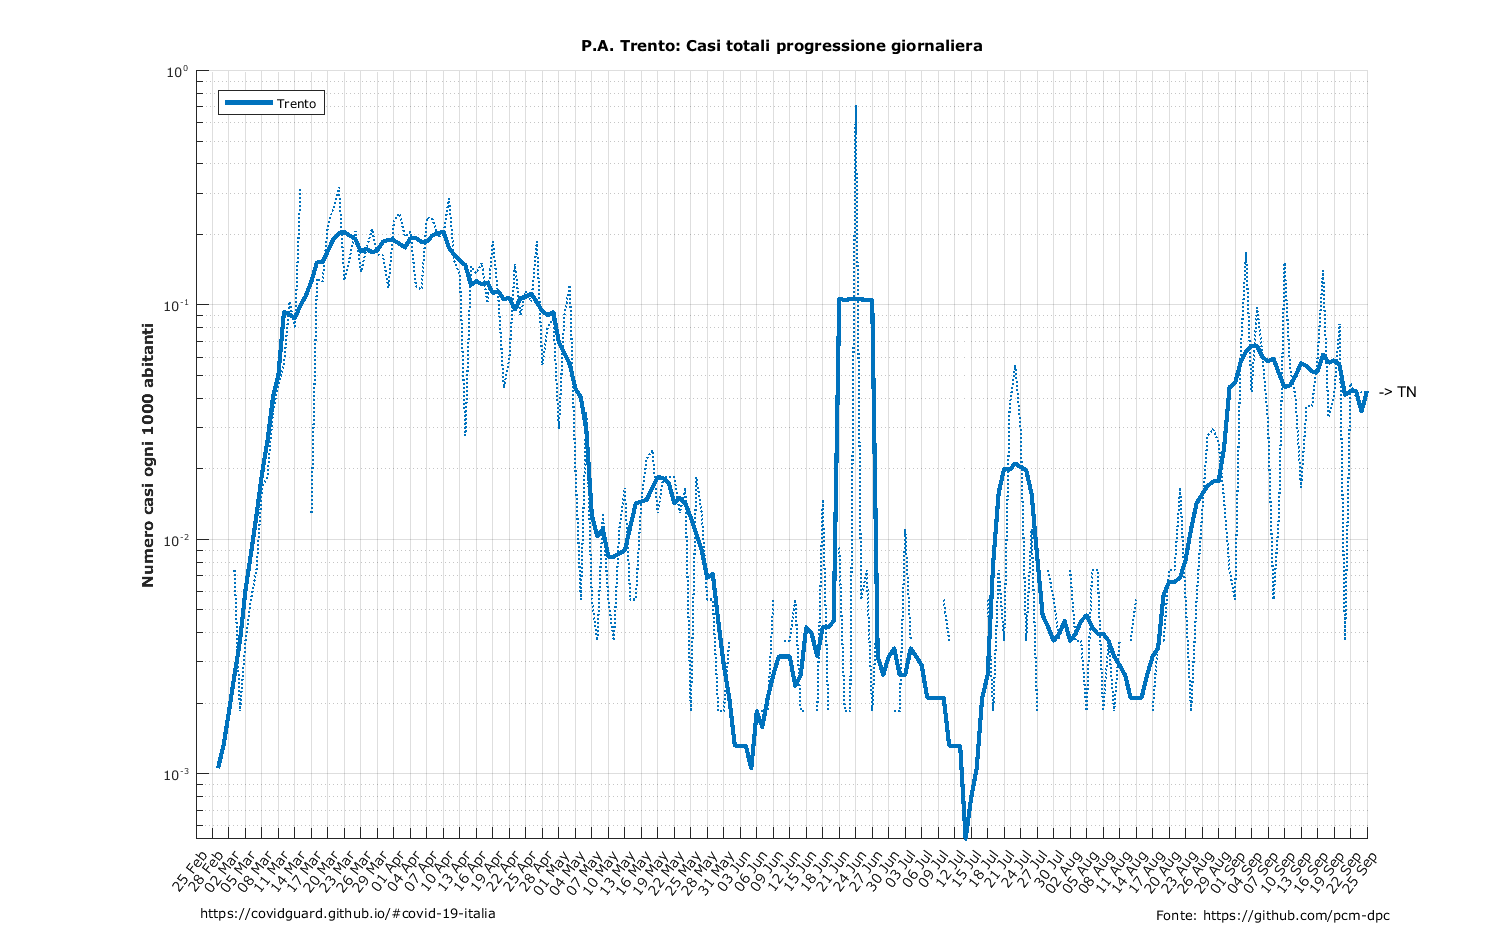 P.A. Trento: Casi totali progressione giornaliera
10^0
Trento
10^-1
Numero casi ogni 1000 abitanti
-> TN
10^-2
10^-3
25 Feb
28 Feb
02 Mar
05 Mar
08 Mar
11 Mar
14 Mar
17 Mar
20 Mar
23 Mar
26 Mar
29 Mar
01 Apr
04 Apr
07 Apr
10 Apr
13 Apr
16 Apr
19 Apr
22 Apr
25 Apr
28 Apr
01 May
04 May
07 May
10 May
13 May
16 May
19 May
22 May
25 May
28 May
31 May
03 Jun
06 Jun
09 Jun
12 Jun
15 Jun
18 Jun
21 Jun
24 Jun
27 Jun
30 Jun
03 Jul
06 Jul
09 Jul
12 Jul
15 Jul
18 Jul
21 Jul
24 Jul
27 Jul
30 Jul
02 Aug
05 Aug
08 Aug
11 Aug
14 Aug
17 Aug
20 Aug
23 Aug
26 Aug
29 Aug
01 Sep
04 Sep
07 Sep
10 Sep
13 Sep
16 Sep
19 Sep
22 Sep
25 Sep
https://covidguard.github.io/#covid-19-italia
Fonte: https://github.com/pcm-dpc